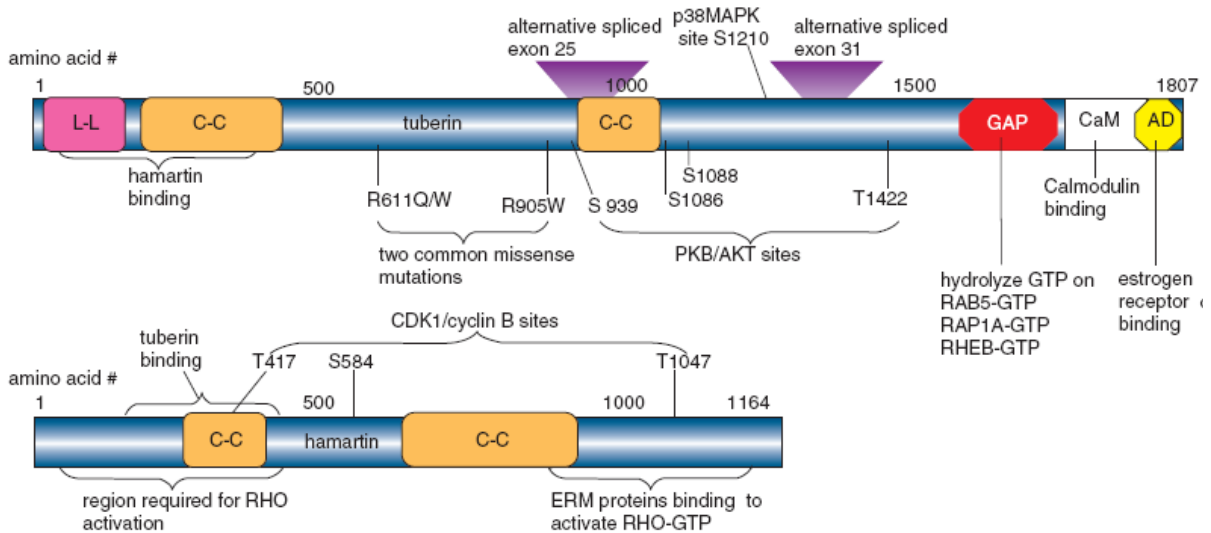 alternative spliced
exon 25
p38MAPK
site S1210
alternative spliced
exon 31
amino acid #
1
500
1000
1500
1807
L-L
C-C
tuberin
C-C
GAP
CaM
AD
hamartin
binding
R611Q/W
R905W
S 939
S1086
S1088
T1422
Calmodulin
binding
two common missense
mutations
PKB/AKT sites
hydrolyze GTP on
RAB5-GTP
RAP1A-GTP
RHEB-GTP
estrogen
receptor
binding
CDK1/cyclin B sites
tuberin
binding
T417
S584
T1047
amino acid #
1
500
1000
1164
C-C
hamartin
C-C
region required for RHO
activation
ERM proteins binding to
activate RHO-GTP